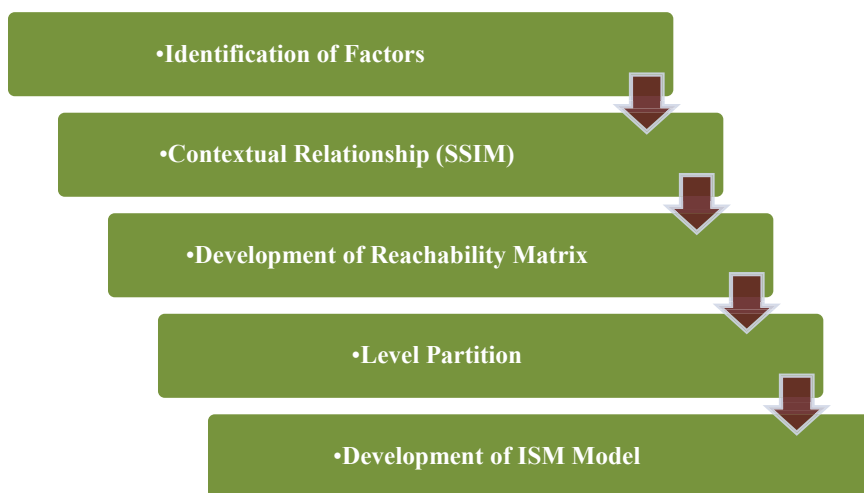 •Identification of Factors
•Contextual Relationship (SSIM)
•Development of Reachability Matrix
•Level Partition
•Development of ISM Model